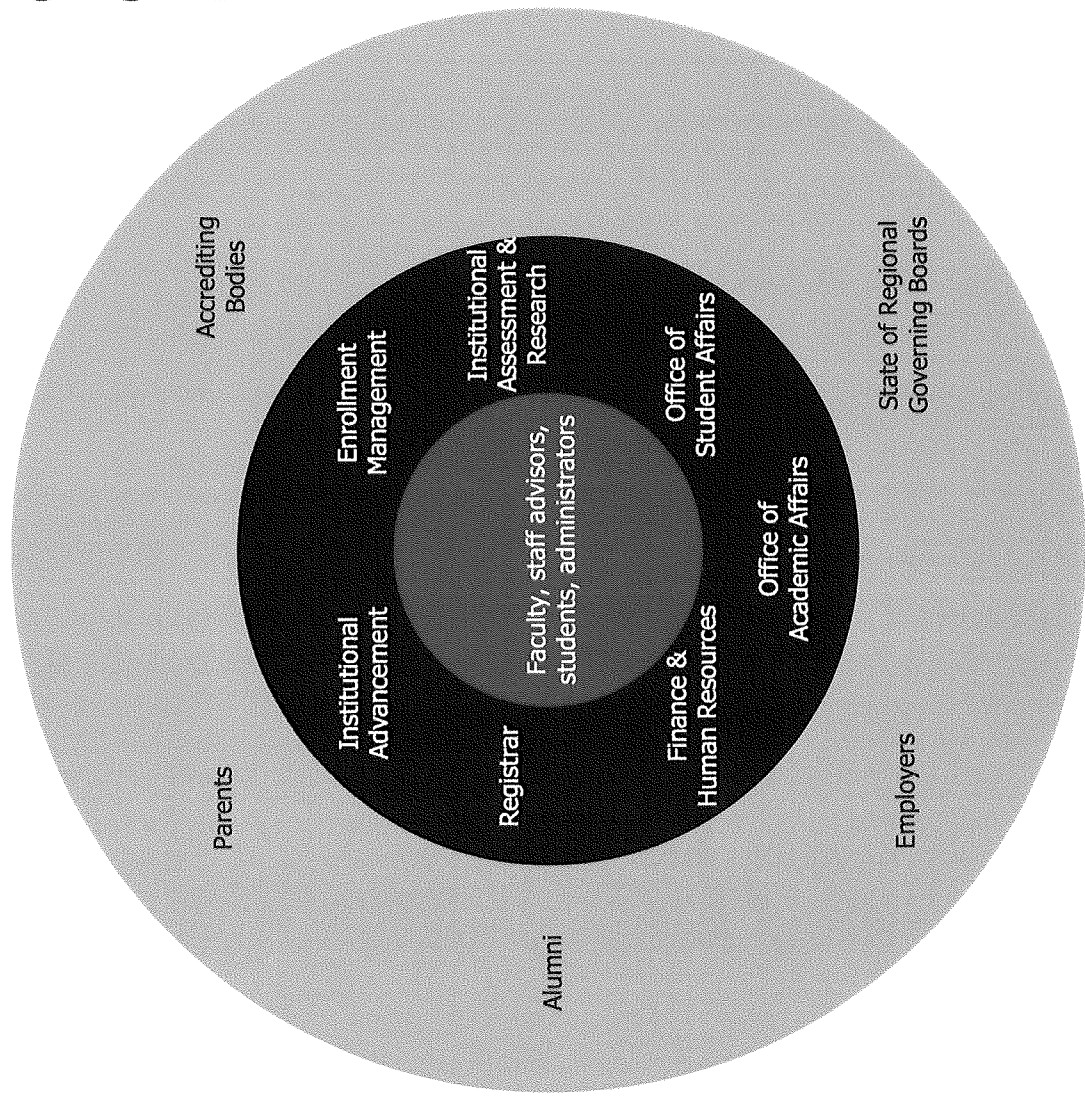 Parents
Accrediting
Bodies
Institutional
Advancement
Enrollment
Management
Registrar
Institutional
Assessment &
Research
Faculty, staff advisors,
students, administrators
Alumni
Finance &
Human Resources
Office of
Student Affairs
Office of
Academic Affairs
Employers
State of Regional
Governing Boards